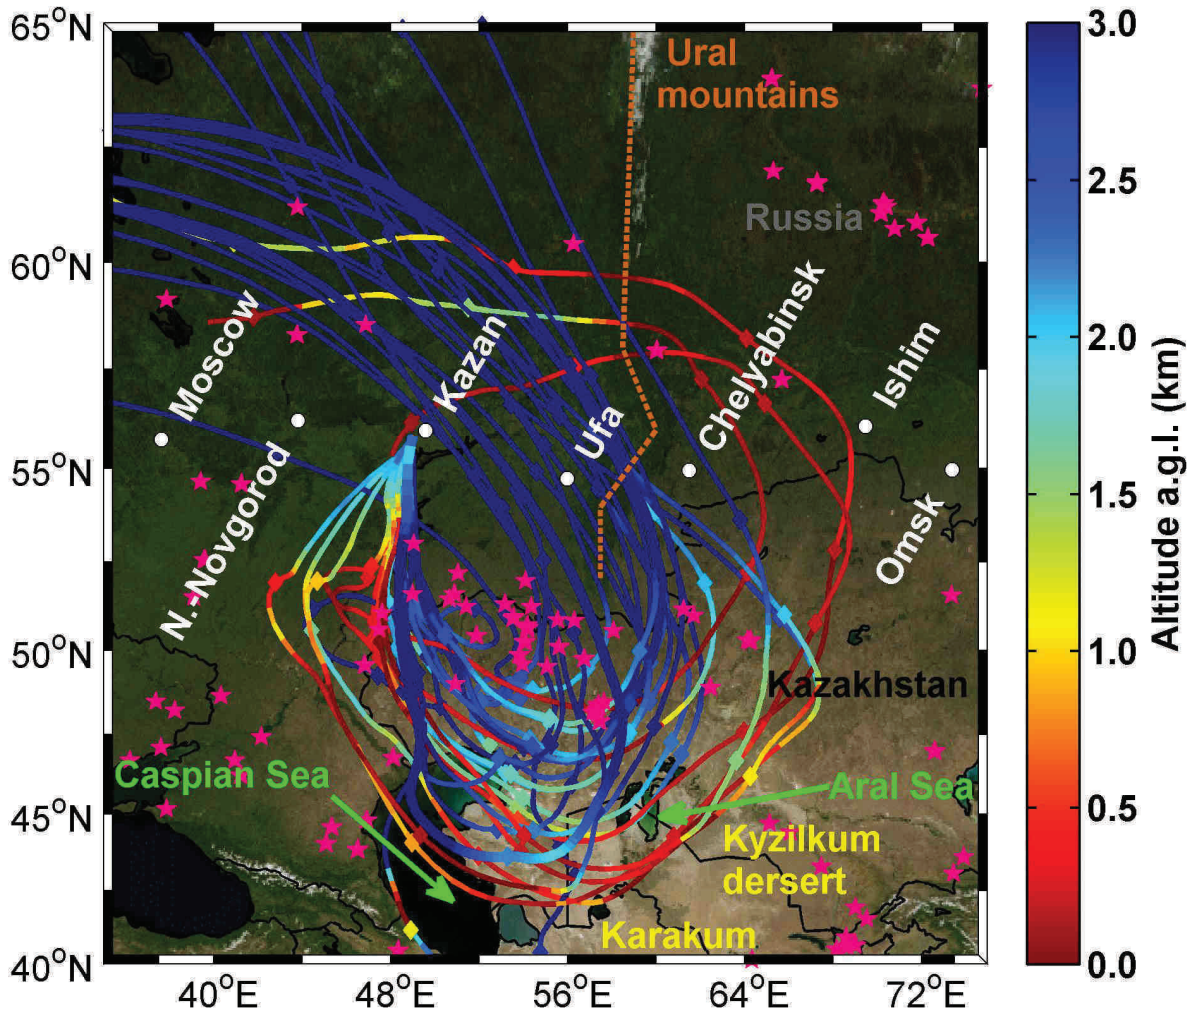 65°N
60°N
55°N
50°N
45°N
40°N
40°E
48°E
56°E
64°E
72°E
Ural
mountains
Russia
Moscow
Kazan
Chelyabinsk
Ishim
Ufa
N.-Novgorod
Omsk
Kazakhstan
Caspian Sea
Aral Sea
Kyzilkum
dersert
Karakum
3.0
2.5
2.0
1.5
1.0
0.5
0.0
Altitude a.g.l. (km)